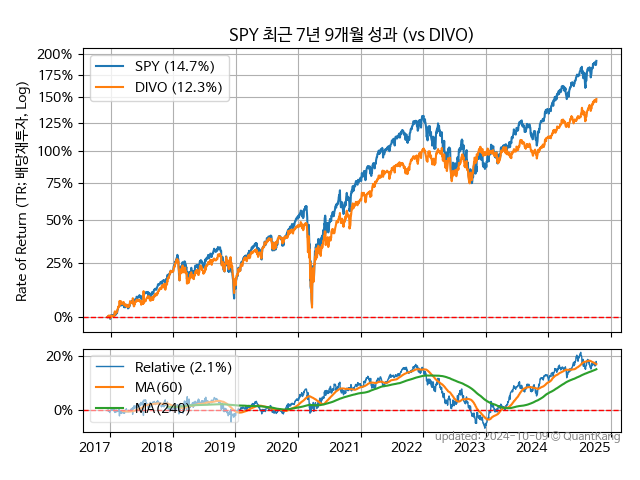 SPY 최근 7년 9개월 성과 (vs DIVO)
200%
175%
150%
125%
100%
75%
50%
25%
0%
Rate of Return (TR; 배당재투자, Log)
SPY (14.7%)
DIVO (12.3%)
20%
0%
Relative (2.1%)
MA(60)
MA(240)
2017 2018 2019 2020 2021 2022 2023 2024 2025
updated: 2024-10-09 © QuantKang